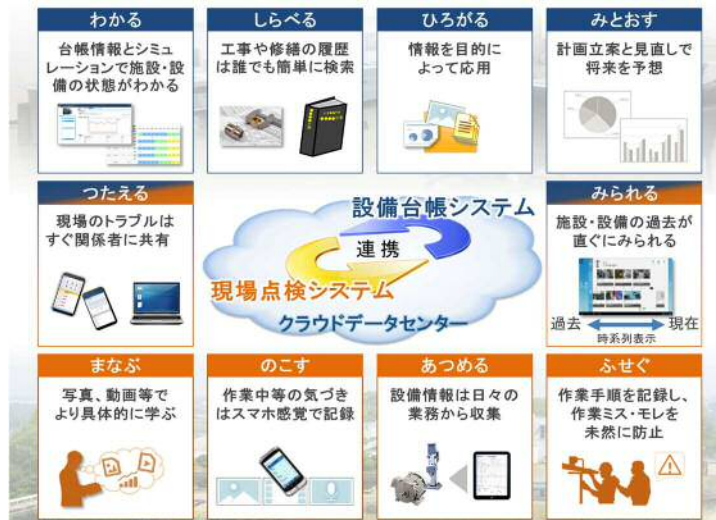 わかる
台帳情報とシミュ
レーションで施設・設
備の状態がわかる
しらべる
工事や修繕の履歴
は誰でも簡単に検索
ひろがる
情報を目的に
よって応用
みとおす
計画立案と見直しで
将来を予想
つたえる
現場のトラブルは
すぐ関係者に共有
設備台帳システム
連携
現場点検システム
クラウドデータセンター
みられる
施設・設備の過去が
直ぐにみられる
過去
現在
時系列表示
まなぶ
写真、動画等で
より具体的に学ぶ
のこす
作業中等の気づき
はスマホ感覚で記録
あつめる
設備情報は日々の
業務から収集
ふせぐ
作業手順を記録し、
作業ミス・モレを
未然に防止